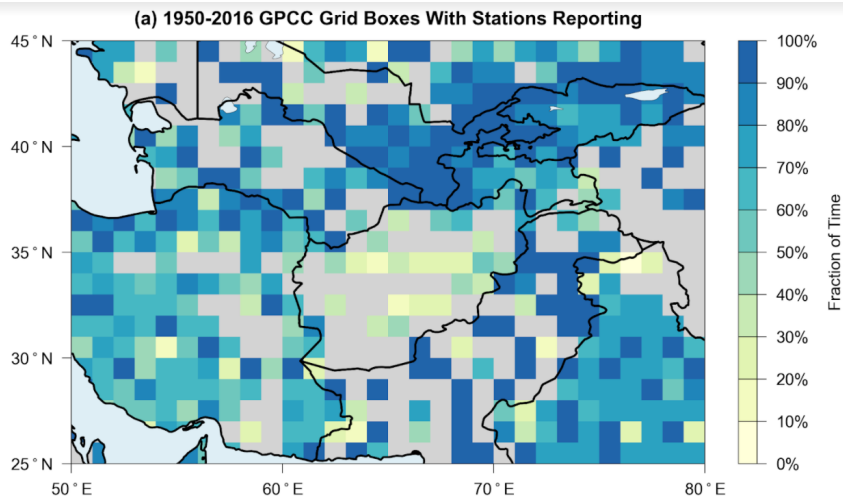 (a) 1950-2016 GPCC Grid Boxes With Stations Reporting
45° N
40° N
35° N
30° N
25° N
50° E
60° E
70° E
80° E
100%
90%
80%
70%
60%
50%
40%
30%
20%
10%
0%
Fraction of Time